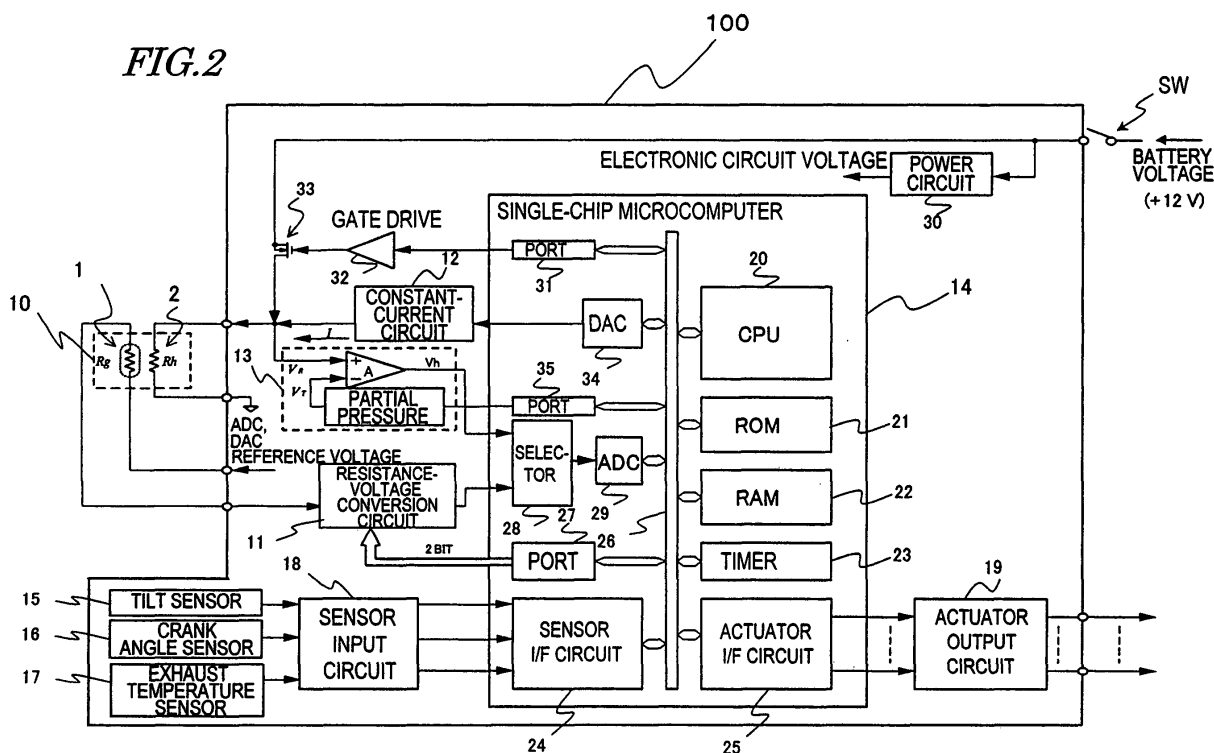 100
FIG.2
SW
ELECTRONIC CIRCUIT VOLTAGE
POWER
CIRCUIT
30
BATTERY
VOLTAGE
(+12 V)
33
GATE DRIVE
32
SINGLE-CHIP MICROCOMPUTER
PORT
31
20
CPU
14
12
CONSTANT-
CURRENT
CIRCUIT
I
DAC
34
1
2
10
Rg
Rh
13
VR
VT
+
−
A
Vh
PARTIAL
PRESSURE
35
PORT
ROM
21
ADC,
DAC
REFERENCE VOLTAGE
SELEC-
TOR
28
ADC
29
RAM
22
RESISTANCE-
VOLTAGE
CONVERSION
CIRCUIT
11
2 BIT
27
PORT
26
TIMER
23
15
TILT SENSOR
16
CRANK
ANGLE SENSOR
17
EXHAUST
TEMPERATURE
SENSOR
18
SENSOR
INPUT
CIRCUIT
SENSOR
I/F CIRCUIT
24
ACTUATOR
I/F CIRCUIT
25
19
ACTUATOR
OUTPUT
CIRCUIT